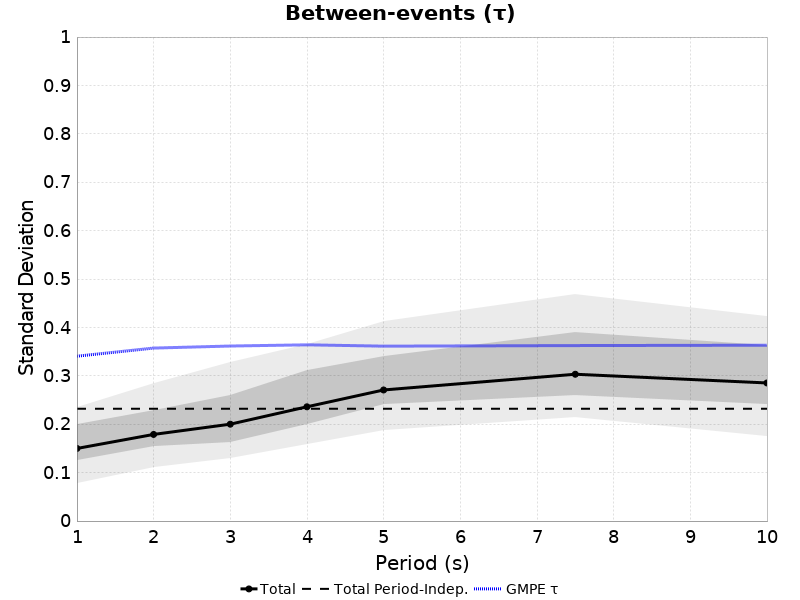 Between-events (τ)
1
0.9
0.8
0.7
0.6
0.5
0.4
0.3
0.2
0.1
0
Standard Deviation
1 2 3 4 5 6 7 8 9 10
Period (s)
Total Total Period-Indep. GMPE τ